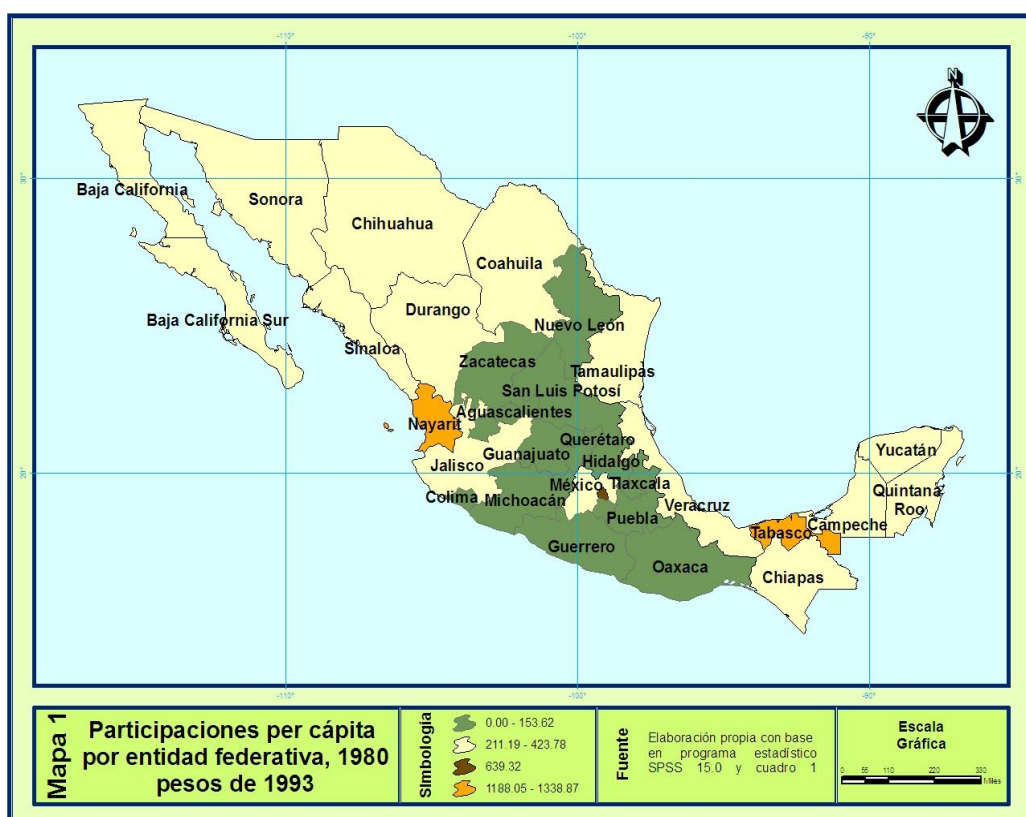 -110°
-100°
-90°
N
30°
30°
Baja California
Sonora
Chihuahua
Coahuila
Baja California Sur
Durango
Nuevo León
Sinaloa
Zacatecas
Tamaulipas
San Luis Potosí
Aguascalientes
Nayarit
Querétaro
Guanajuato
Hidalgo
Jalisco
Yucatán
20°
20°
México
Tlaxcala
Quintana
Roo
Colima
Michoacán
Veracruz
Puebla
Campeche
Tabasco
Guerrero
Oaxaca
Chiapas
-110°
-100°
-90°
Mapa 1
Participaciones per cápita
por entidad federativa, 1980
pesos de 1993
Simbología
0.00 - 153.62
211.19 - 423.78
639.32
1188.05 - 1338.87
Fuente
Elaboración propia con base
en programa estadístico
SPSS 15.0 y cuadro 1
Escala
Gráfica
0 55 110 220 330
Miles